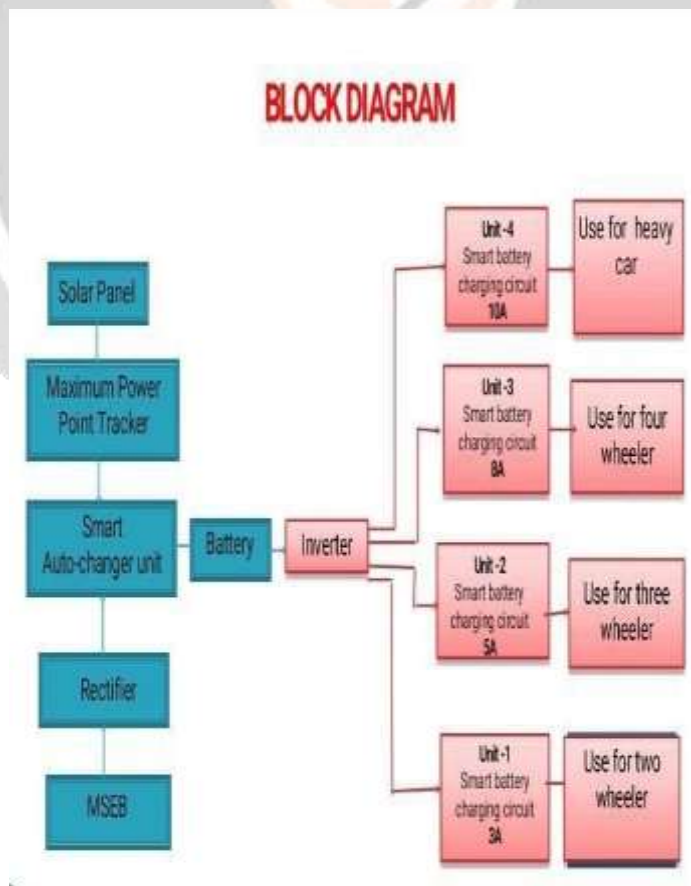 BLOCK DIAGRAM
Solar Panel
Maximum Power
Point Tracker
Smart
Auto-changer unit
Rectifier
MSEB
Battery
Inverter
Unit -4
Smart battery
charging circuit
10A
Use for heavy
car
Unit -3
Smart battery
charging circuit
8A
Use for four
wheeler
Unit -2
Smart battery
charging circuit
5A
Use for three
wheeler
Unit -1
Smart battery
charging circuit
3A
Use for two
wheeler